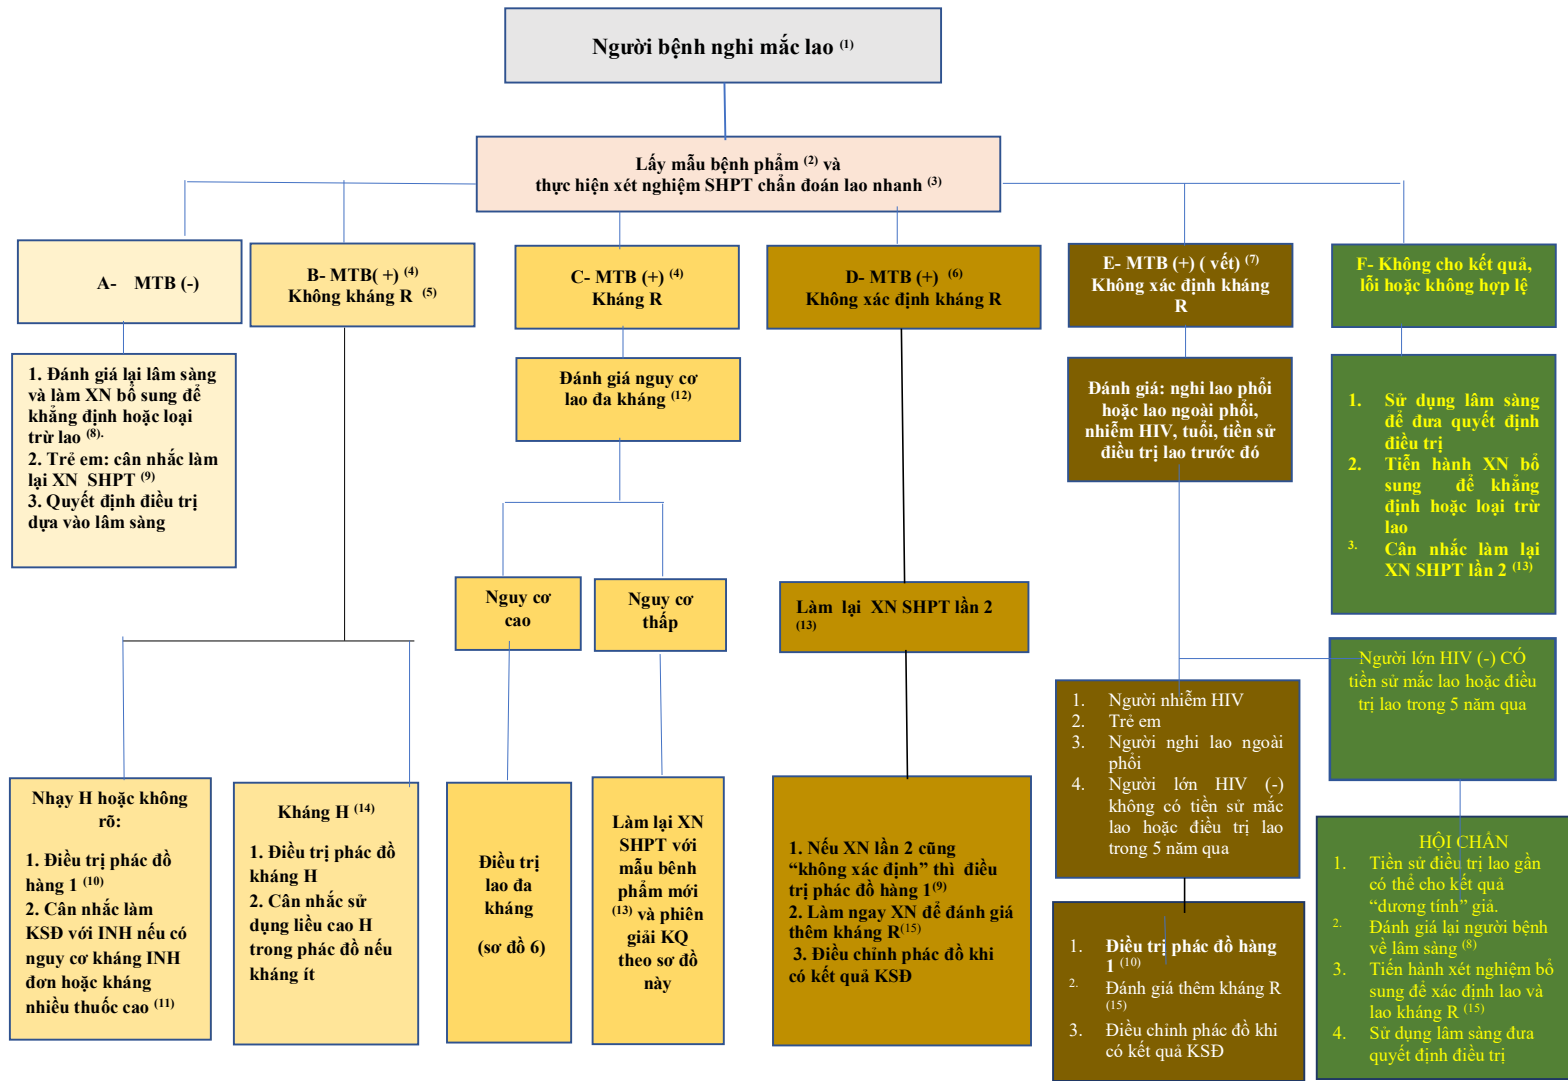 Người bệnh nghi mắc lao (1)
Lấy mẫu bệnh phẩm (2) và
thực hiện xét nghiệm SHPT chẩn đoán lao nhanh (3)
A- MTB (-)
B- MTB( +) (4)
Không kháng R (5)
C- MTB (+) (4)
Kháng R
D- MTB (+) (6)
Không xác định kháng R
E- MTB (+) ( vết) (7)
Không xác định kháng
R
F- Không cho kết quả,
lỗi hoặc không hợp lệ
1. Đánh giá lại lâm sàng
và làm XN bổ sung để
khẳng định hoặc loại
trừ lao (8).
2. Trẻ em: cân nhắc làm
lại XN SHPT (9)
3. Quyết định điều trị
dựa vào lâm sàng
Đánh giá nguy cơ
lao đa kháng (12)
Đánh giá: nghi lao phổi
hoặc lao ngoài phổi,
nhiễm HIV, tuổi, tiền sử
điều trị lao trước đó
1. Sử dụng lâm sàng
để đưa quyết định
điều trị
2. Tiễn hành XN bổ
sung để khẳng
định hoặc loại trừ
lao
3. Cân nhắc làm lại
XN SHPT lần 2 (13)
Nguy cơ
cao
Nguy cơ
thấp
Làm lại XN SHPT lần 2
(13)
1. Người nhiễm HIV
2. Trẻ em
3. Người nghi lao ngoài
phổi
4. Người lớn HIV (-)
không có tiền sử mắc
lao hoặc điều trị lao
trong 5 năm qua
Người lớn HIV (-) CÓ
tiền sử mắc lao hoặc điều
trị lao trong 5 năm qua
Nhạy H hoặc không
rõ:
1. Điều trị phác đồ
hàng 1 (10)
2. Cân nhắc làm
KSĐ với INH nếu có
nguy cơ kháng INH
đơn hoặc kháng
nhiều thuốc cao (11)
Kháng H (14)
1. Điều trị phác đồ
kháng H
2. Cân nhắc sử
dụng liều cao H
trong phác đồ nếu
kháng ít
Điều trị
lao đa
kháng
(sơ đồ 6)
Làm lại XN
SHPT với
mẫu bênh
phẩm mới
(13) và phiên
giải KQ
theo sơ đồ
này
1. Nếu XN lần 2 cũng
“không xác định” thì điều
trị phác đồ hàng 1(9)
2. Làm ngay XN để đánh giá
thêm kháng R(15)
3. Điều chỉnh phác đồ khi
có kết quả KSĐ
1. Điều trị phác đồ hàng
1 (10)
2. Đánh giá thêm kháng R
(15)
3. Điều chỉnh phác đồ khi
có kết quả KSĐ
HỘI CHẨN
1. Tiền sử điều trị lao gần
có thể cho kết quả
“dương tính” giả.
2. Đánh giá lại người bệnh
về lâm sàng (8)
3. Tiến hành xét nghiệm bổ
sung để xác định lao và
lao kháng R (15)
4. Sử dụng lâm sàng đưa
quyết định điều trị